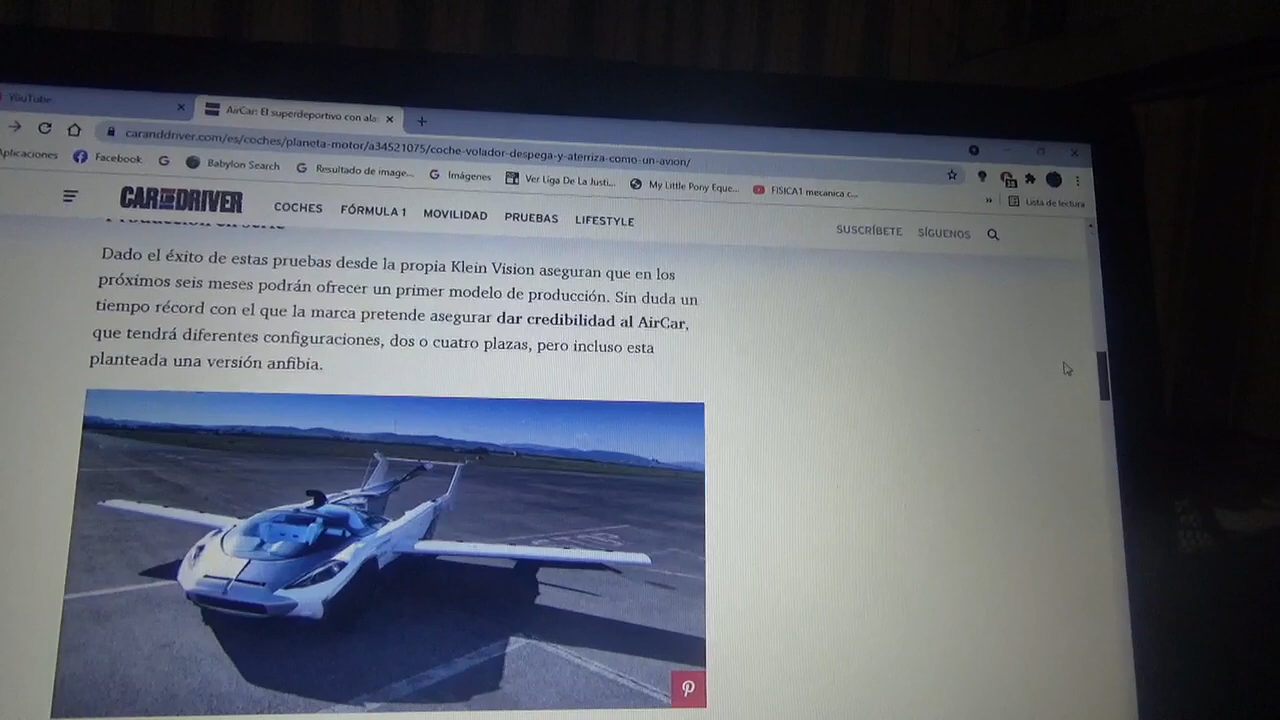 YouTube
AirCar: El superdeportivo con ala
caranddriver.com/es/coches/planeta-motor/a34521075/coche-volador-despega-y-aterriza-como-un-avion/
Aplicaciones Facebook Babylon Search Resultado de image... Imágenes Ver Liga De La Justi... My Little Pony Eque... FISICA1 mecanica c... » Lista de lectura
CAR AND DRIVER COCHES FÓRMULA 1 MOVILIDAD PRUEBAS LIFESTYLE SUSCRÍBETE SÍGUENOS
Producción en serie
Dado el éxito de estas pruebas desde la propia Klein Vision aseguran que en los
próximos seis meses podrán ofrecer un primer modelo de producción. Sin duda un
tiempo récord con el que la marca pretende asegurar dar credibilidad al AirCar,
que tendrá diferentes configuraciones, dos o cuatro plazas, pero incluso esta
planteada una versión anfibia.